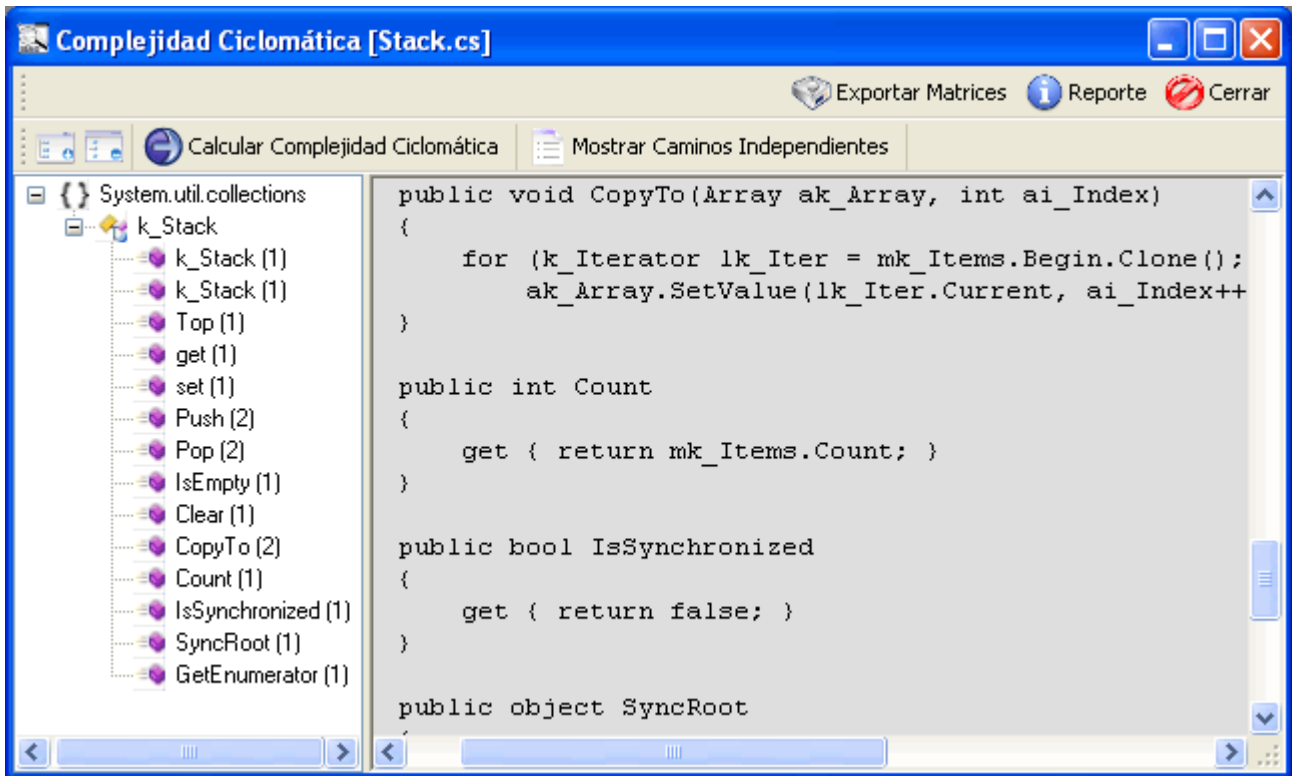 Complejidad Ciclomática [Stack.cs]
Exportar Matrices Reporte Cerrar
Calcular Complejidad Ciclomática Mostrar Caminos Independientes
{ } System.util.collections
k_Stack
k_Stack (1)
k_Stack (1)
Top (1)
get (1)
set (1)
Push (2)
Pop (2)
IsEmpty (1)
Clear (1)
CopyTo (2)
Count (1)
IsSynchronized (1)
SyncRoot (1)
GetEnumerator (1)
public void CopyTo(Array ak_Array, int ai_Index)
{
for (k_Iterator lk_Iter = mk_Items.Begin.Clone();
ak_Array.SetValue(lk_Iter.Current, ai_Index++
}
public int Count
{
get { return mk_Items.Count; }
}
public bool IsSynchronized
{
get { return false; }
}
public object SyncRoot